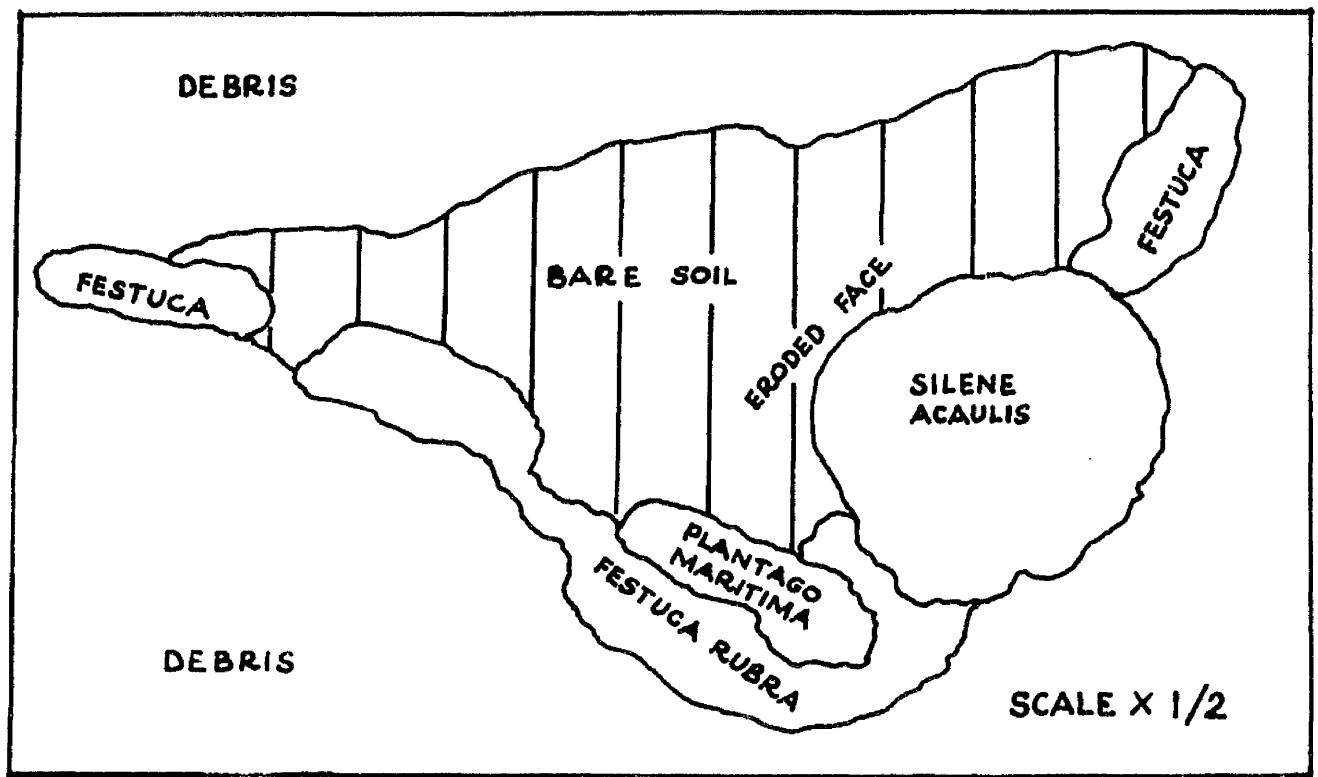 DEBRIS
FESTUCA
FESTUCA
BARE SOIL
ERODED FACE
SILENE
ACAULIS
PLANTAGO
MARITIMA
FESTUCA RUBRA
DEBRIS
SCALE X 1/2